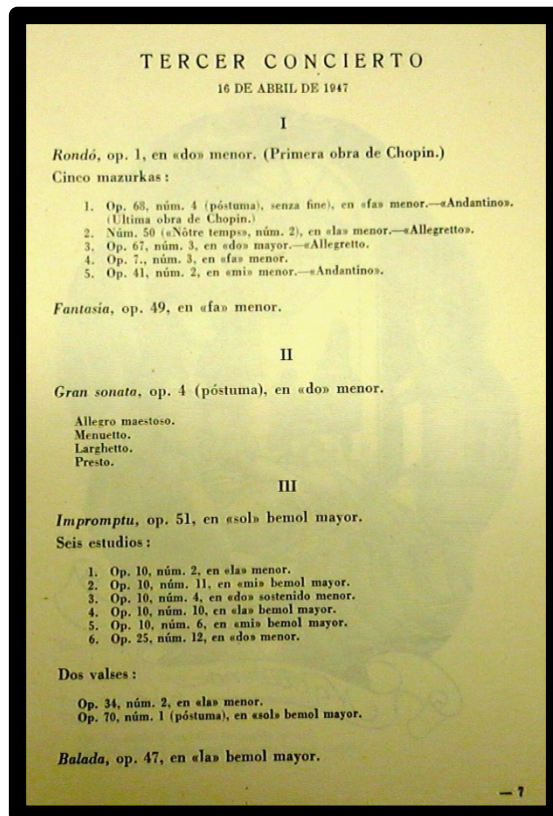 TERCER CONCIERTO
16 DE ABRIL DE 1947
I
Rondó, op. 1, en «do» menor. (Primera obra de Chopin.)
Cinco mazurkas:
1. Op. 68, núm. 4 (póstuma), senza fine), en «fa» menor.—«Andantino».
(Ultima obra de Chopin.)
2. Núm. 50 («Nôtre temps», núm. 2), en «la» menor.—«Allegretto».
3. Op. 67, núm. 3, en «do» mayor.—«Allegretto.
4. Op. 7., núm. 3, en «fa» menor.
5. Op. 41, núm. 2, en «mi» menor.—«Andantino».
Fantasía, op. 49, en «fa» menor.
II
Gran sonata, op. 4 (póstuma), en «do» menor.
Allegro maestoso.
Menuetto.
Larghetto.
Presto.
III
Impromptu, op. 51, en «sol» bemol mayor.
Seis estudios:
1. Op. 10, núm. 2, en «la» menor.
2. Op. 10, núm. 11, en «mi» bemol mayor.
3. Op. 10, núm. 4, en «do» sostenido menor.
4. Op. 10, núm. 10, en «la» bemol mayor.
5. Op. 10, núm. 6, en «mi» bemol mayor.
6. Op. 25, núm. 12, en «do» menor.
Dos valses:
Op. 34, núm. 2, en «la» menor.
Op. 70, núm. 1 (póstuma), en «sol» bemol mayor.
Balada, op. 47, en «la» bemol mayor.
— 7